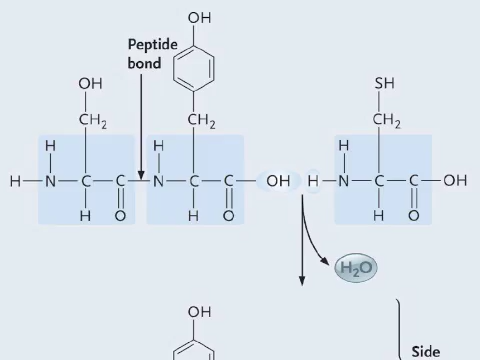 OH
Peptide
bond
OH
SH
CH₂
CH₂
CH₂
H
H
H
H—N—C—C—N—C—C—OH H—N—C—C—OH
H
O
H
O
H
O
H₂O
OH
Side